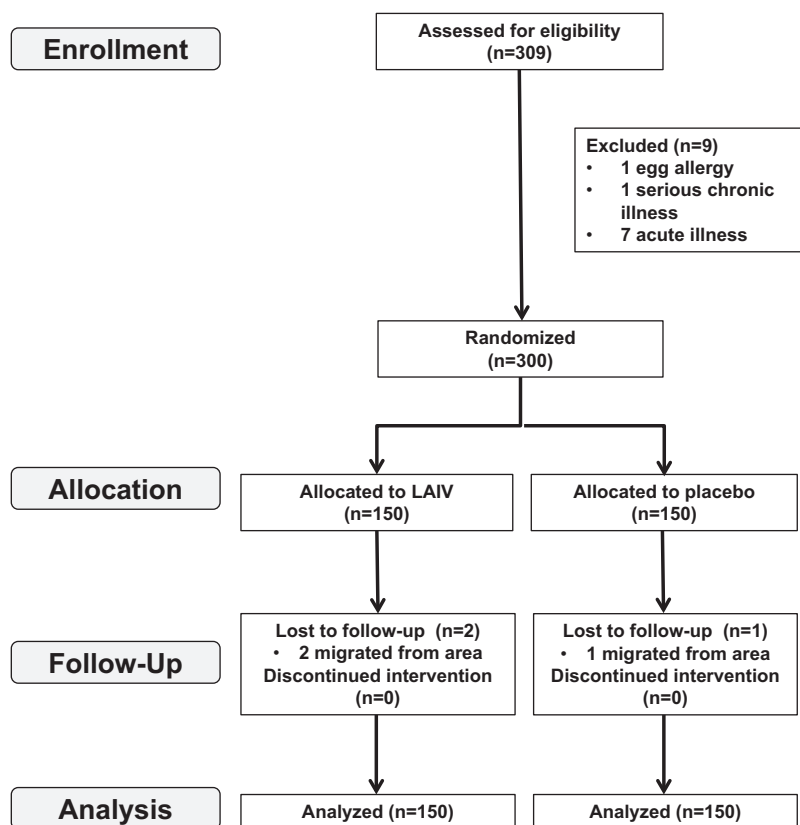 Enrollment
Assessed for eligibility
(n=309)
Excluded (n=9)
• 1 egg allergy
• 1 serious chronic
illness
• 7 acute illness
Randomized
(n=300)
Allocation
Allocated to LAIV
(n=150)
Allocated to placebo
(n=150)
Follow-Up
Lost to follow-up (n=2)
• 2 migrated from area
Discontinued intervention
(n=0)
Lost to follow-up (n=1)
• 1 migrated from area
Discontinued intervention
(n=0)
Analysis
Analyzed (n=150)
Analyzed (n=150)